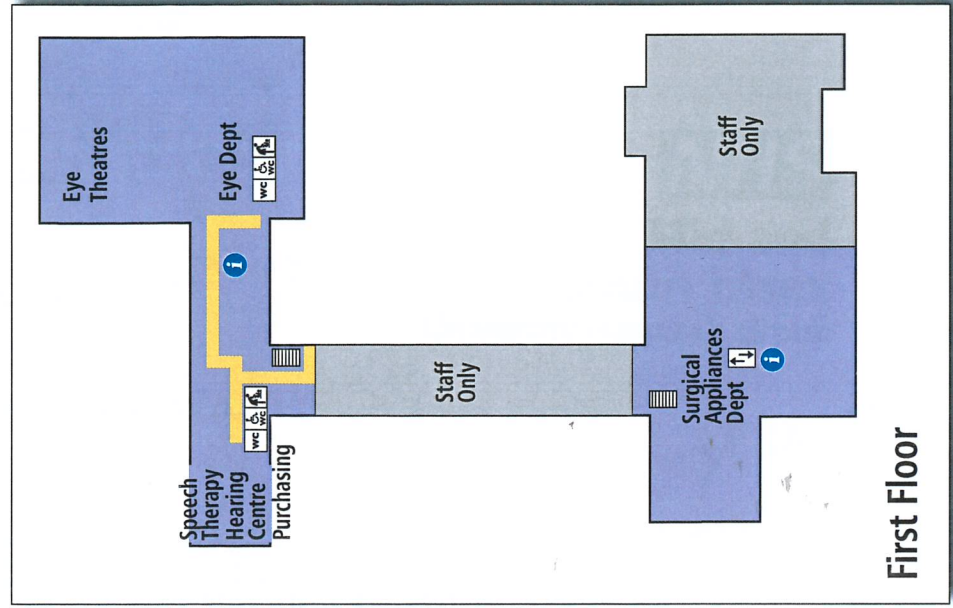 Eye
Theatres
Speech
Therapy
Hearing
Centre
Purchasing
wc wc
Eye Dept
wc wc
i
Staff
Only
Surgical
Appliances
Dept
i
Staff
Only
First Floor